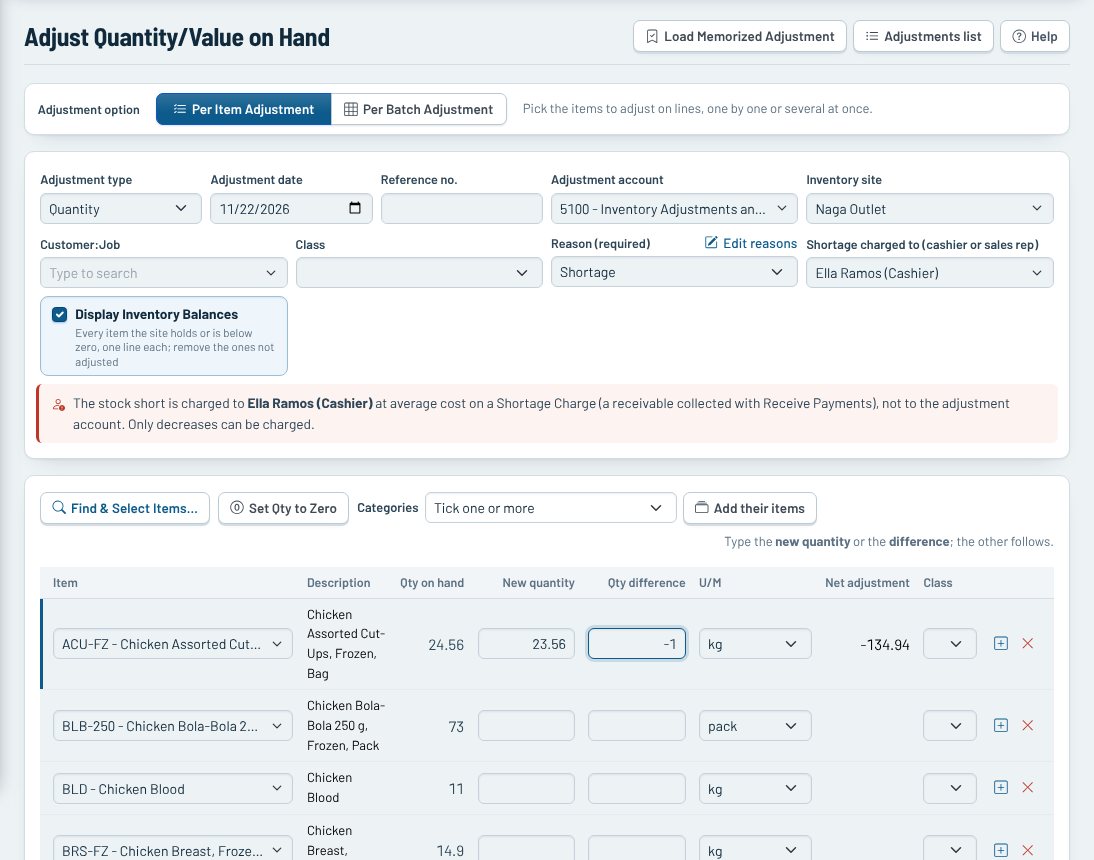 Adjust Quantity/Value on Hand
Load Memorized Adjustment
Adjustments list
Help
Adjustment option
Per Item Adjustment
Per Batch Adjustment
Pick the items to adjust on lines, one by one or several at once.
Adjustment type
Adjustment date
Reference no.
Adjustment account
Inventory site
Quantity
11/22/2026
5100 - Inventory Adjustments an...
Naga Outlet
Customer:Job
Class
Reason (required)
Edit reasons
Shortage charged to (cashier or sales rep)
Type to search
Shortage
Ella Ramos (Cashier)
Display Inventory Balances
Every item the site holds or is below
zero, one line each; remove the ones not
adjusted
The stock short is charged to Ella Ramos (Cashier) at average cost on a Shortage Charge (a receivable collected with Receive Payments), not to the adjustment
account. Only decreases can be charged.
Find & Select Items...
Set Qty to Zero
Categories
Tick one or more
Add their items
Type the new quantity or the difference; the other follows.
Item
Description
Qty on hand
New quantity
Qty difference
U/M
Net adjustment
Class
ACU-FZ - Chicken Assorted Cut...
Chicken
Assorted Cut-
Ups, Frozen,
Bag
24.56
23.56
-1
kg
-134.94
BLB-250 - Chicken Bola-Bola 2...
Chicken Bola-
Bola 250 g,
Frozen, Pack
73
pack
BLD - Chicken Blood
Chicken
Blood
11
kg
BRS-FZ - Chicken Breast, Froze...
Chicken
Breast,
14.9
kg